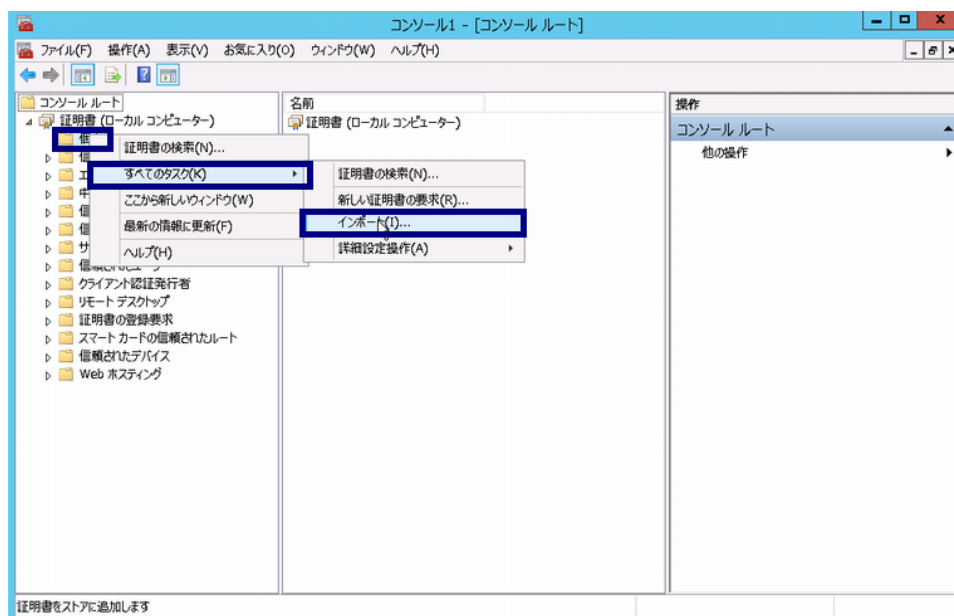 コンソール1 - [コンソール ルート]
ファイル(F) 操作(A) 表示(V) お気に入り(O) ウィンドウ(W) ヘルプ(H)
コンソール ルート
証明書 (ローカル コンピューター)
個
信
エ
中
信
信
サ
クライアント認証発行者
リモート デスクトップ
証明書の登録要求
スマート カードの信頼されたルート
信頼されたデバイス
Web ホスティング
証明書の検索(N)...
すべてのタスク(K)
ここから新しいウィンドウ(W)
最新の情報に更新(F)
ヘルプ(H)
証明書の検索(N)...
新しい証明書の要求(R)...
インポート(I)...
詳細設定操作(A)
名前
証明書 (ローカル コンピューター)
操作
コンソール ルート
他の操作
証明書をストアに追加します